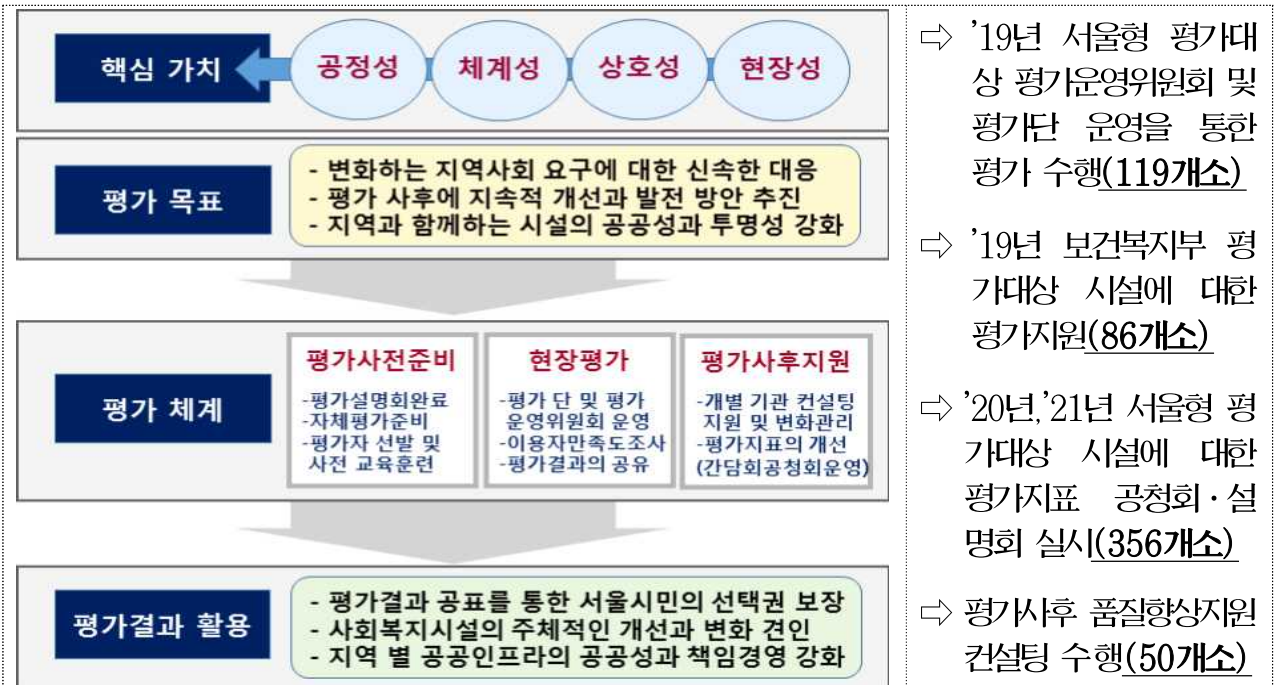 핵심 가치
공정성 체계성 상호성 현장성
평가 목표
- 변화하는 지역사회 요구에 대한 신속한 대응
- 평가 사후에 지속적 개선과 발전 방안 추진
- 지역과 함께하는 시설의 공공성과 투명성 강화
평가 체계
평가사전준비
-평가설명회완료
-자체평가준비
-평가자 선발 및
사전 교육훈련
현장평가
-평가 단 및 평가
운영위원회 운영
-이용자만족도조사
-평가결과의 공유
평가사후지원
-개별 기관 컨설팅
지원 및 변화관리
-평가지표의 개선
(간담회공청회운영)
평가결과 활용
- 평가결과 공표를 통한 서울시민의 선택권 보장
- 사회복지시설의 주체적인 개선과 변화 견인
- 지역 별 공공인프라의 공공성과 책임경영 강화
⇨ ’19년 서울형 평가대
상 평가운영위원회 및
평가단 운영을 통한
평가 수행(119개소)
⇨ ’19년 보건복지부 평
가대상 시설에 대한
평가지원(86개소)
⇨ ’20년,’21년 서울형 평
가대상 시설에 대한
평가지표 공청회·설
명회 실시(356개소)
⇨ 평가사후 품질향상지원
컨설팅 수행(50개소)